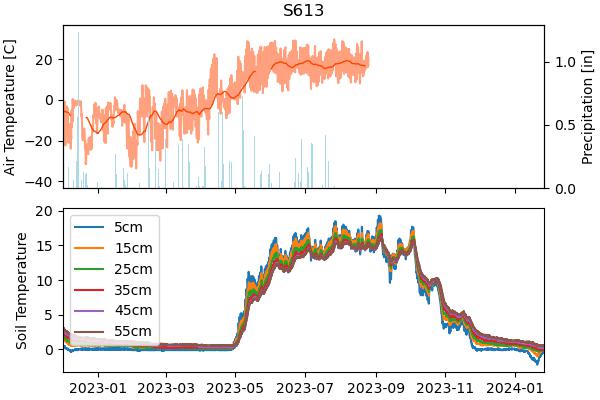 S613
Air Temperature [C]
20
0
−20
−40
1.0
0.5
0.0
Precipitation [in]
Soil Temperature
20
15
10
5
0
5cm
15cm
25cm
35cm
45cm
55cm
2023-01 2023-03 2023-05 2023-07 2023-09 2023-11 2024-01